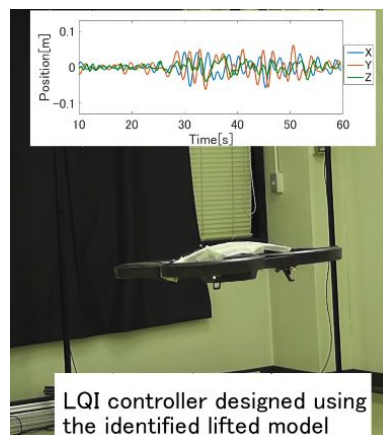 0.1
0
-0.1
Position[m]
X
Y
Z
10 20 30 40 50 60
Time[s]
LQI controller designed using
the identified lifted model